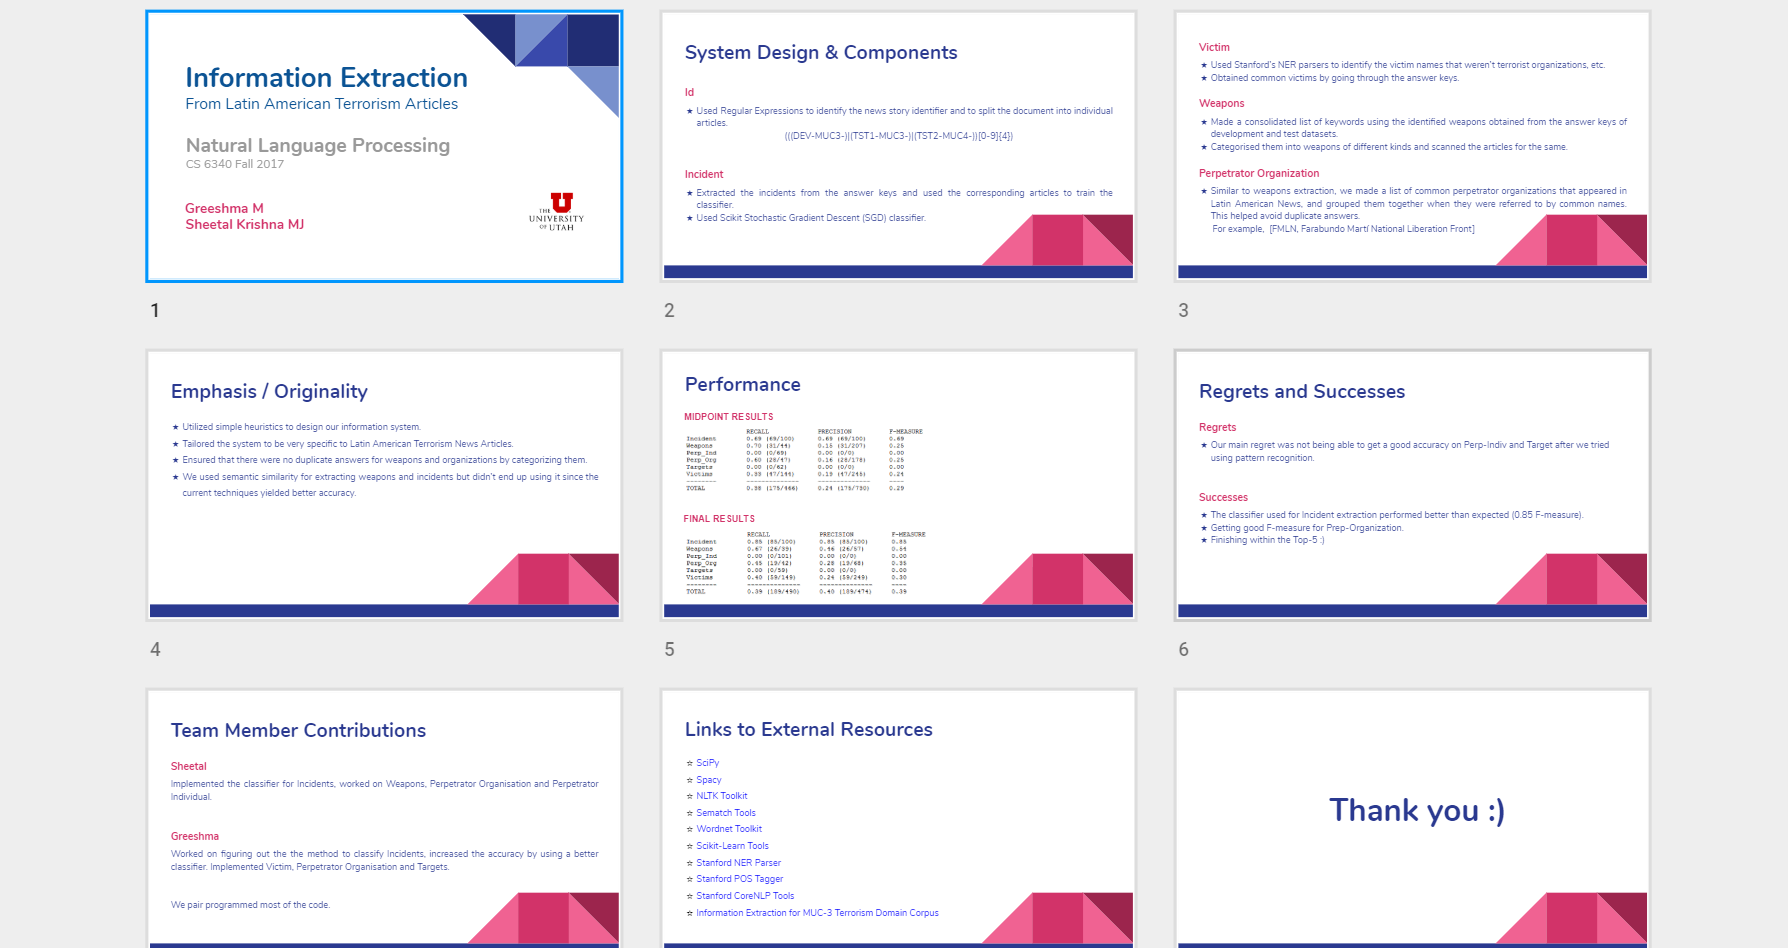 Information Extraction
From Latin American Terrorism Articles
Natural Language Processing
CS 6340 Fall 2017
Greeshma M
Sheetal Krishna MJ
THE
UNIVERSITY
OF UTAH
1
System Design & Components
Id
★ Used Regular Expressions to identify the news story identifier and to split the document into individual
articles.
(((DEV-MUC3-)|(TST1-MUC3-)|(TST2-MUC4-))[0-9]{4})
Incident
★ Extracted the incidents from the answer keys and used the corresponding articles to train the
classifier.
★ Used Scikit Stochastic Gradient Descent (SGD) classifier.
2
Victim
★ Used Stanford's NER parsers to identify the victim names that weren't terrorist organizations, etc.
★ Obtained common victims by going through the answer keys.
Weapons
★ Made a consolidated list of keywords using the identified weapons obtained from the answer keys of
development and test datasets.
★ Categorised them into weapons of different kinds and scanned the articles for the same.
Perpetrator Organization
★ Similar to weapons extraction, we made a list of common perpetrator organizations that appeared in
Latin American News, and grouped them together when they were referred to by common names.
This helped avoid duplicate answers.
For example, [FMLN, Farabundo Martí National Liberation Front]
3
Emphasis / Originality
★ Utilized simple heuristics to design our information system.
★ Tailored the system to be very specific to Latin American Terrorism News Articles.
★ Ensured that there were no duplicate answers for weapons and organizations by categorizing them.
★ We used semantic similarity for extracting weapons and incidents but didn't end up using it since the
current techniques yielded better accuracy.
4
Performance
MIDPOINT RESULTS
RECALL PRECISION F-MEASURE
Incident 0.69 (69/100) 0.69 (69/100) 0.69
Weapons 0.70 (31/44) 0.15 (31/207) 0.25
Perp_Ind 0.00 (0/69) 0.00 (0/0) 0.00
Perp_Org 0.60 (28/47) 0.16 (28/178) 0.25
Targets 0.00 (0/62) 0.00 (0/0) 0.00
Victims 0.33 (47/144) 0.19 (47/245) 0.24
-------- -------------- -------------- ----
TOTAL 0.38 (175/466) 0.24 (175/730) 0.29
FINAL RESULTS
RECALL PRECISION F-MEASURE
Incident 0.85 (85/100) 0.85 (85/100) 0.85
Weapons 0.67 (26/39) 0.46 (26/57) 0.54
Perp_Ind 0.00 (0/101) 0.00 (0/0) 0.00
Perp_Org 0.45 (19/42) 0.28 (19/68) 0.35
Targets 0.00 (0/59) 0.00 (0/0) 0.00
Victims 0.40 (59/149) 0.24 (59/249) 0.30
-------- -------------- -------------- ----
TOTAL 0.39 (189/490) 0.40 (189/474) 0.39
5
Regrets and Successes
Regrets
★ Our main regret was not being able to get a good accuracy on Perp-Indiv and Target after we tried
using pattern recognition.
Successes
★ The classifier used for Incident extraction performed better than expected (0.85 F-measure).
★ Getting good F-measure for Prep-Organization.
★ Finishing within the Top-5 :)
6
Team Member Contributions
Sheetal
Implemented the classifier for Incidents, worked on Weapons, Perpetrator Organisation and Perpetrator
Individual.
Greeshma
Worked on figuring out the the method to classify Incidents, increased the accuracy by using a better
classifier. Implemented Victim, Perpetrator Organisation and Targets.
We pair programmed most of the code.
Links to External Resources
☆ SciPy
☆ Spacy
☆ NLTK Toolkit
☆ Sematch Tools
☆ Wordnet Toolkit
☆ Scikit-Learn Tools
☆ Stanford NER Parser
☆ Stanford POS Tagger
☆ Stanford CoreNLP Tools
☆ Information Extraction for MUC-3 Terrorism Domain Corpus
Thank you :)